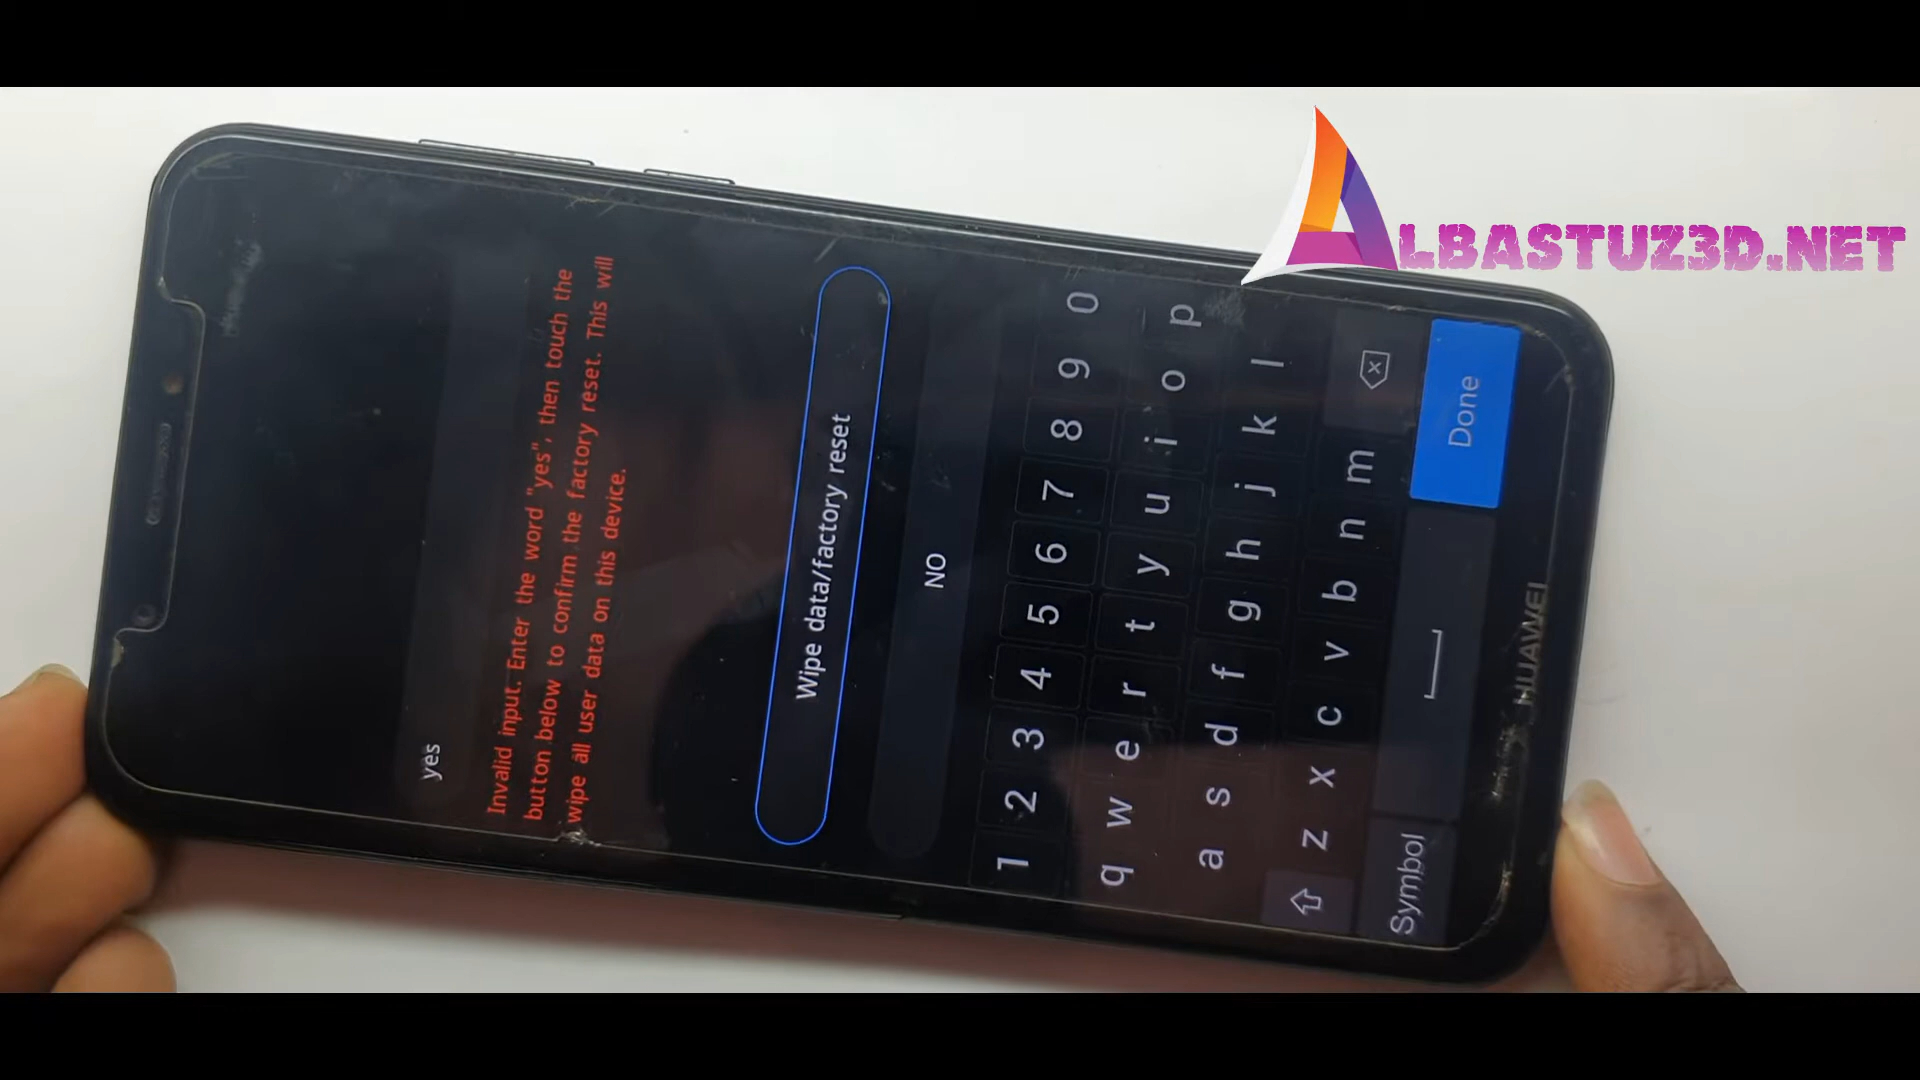 ALBASTUZ3D.NET
yes
Invalid input. Enter the word "yes", then touch the
button below to confirm the factory reset. This will
wipe all user data on this device.
Wipe data/factory reset
NO
1 2 3 4 5 6 7 8 9 0
q w e r t y u i o p
a s d f g h j k l
z x c v b n m
Symbol Done
HUAWEI